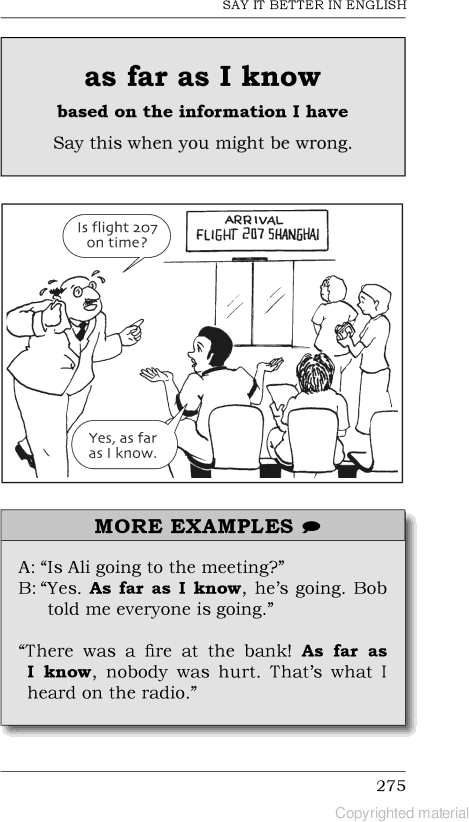 SAY IT BETTER IN ENGLISH
as far as I know
based on the information I have
Say this when you might be wrong.
Is flight 207
on time?
ARRIVAL
FLIGHT 207 SHANGHAI
Yes, as far
as I know.
MORE EXAMPLES
A: “Is Ali going to the meeting?”
B: “Yes. As far as I know, he’s going. Bob
told me everyone is going.”
“There was a fire at the bank! As far as
I know, nobody was hurt. That’s what I
heard on the radio.”
275
Copyrighted material